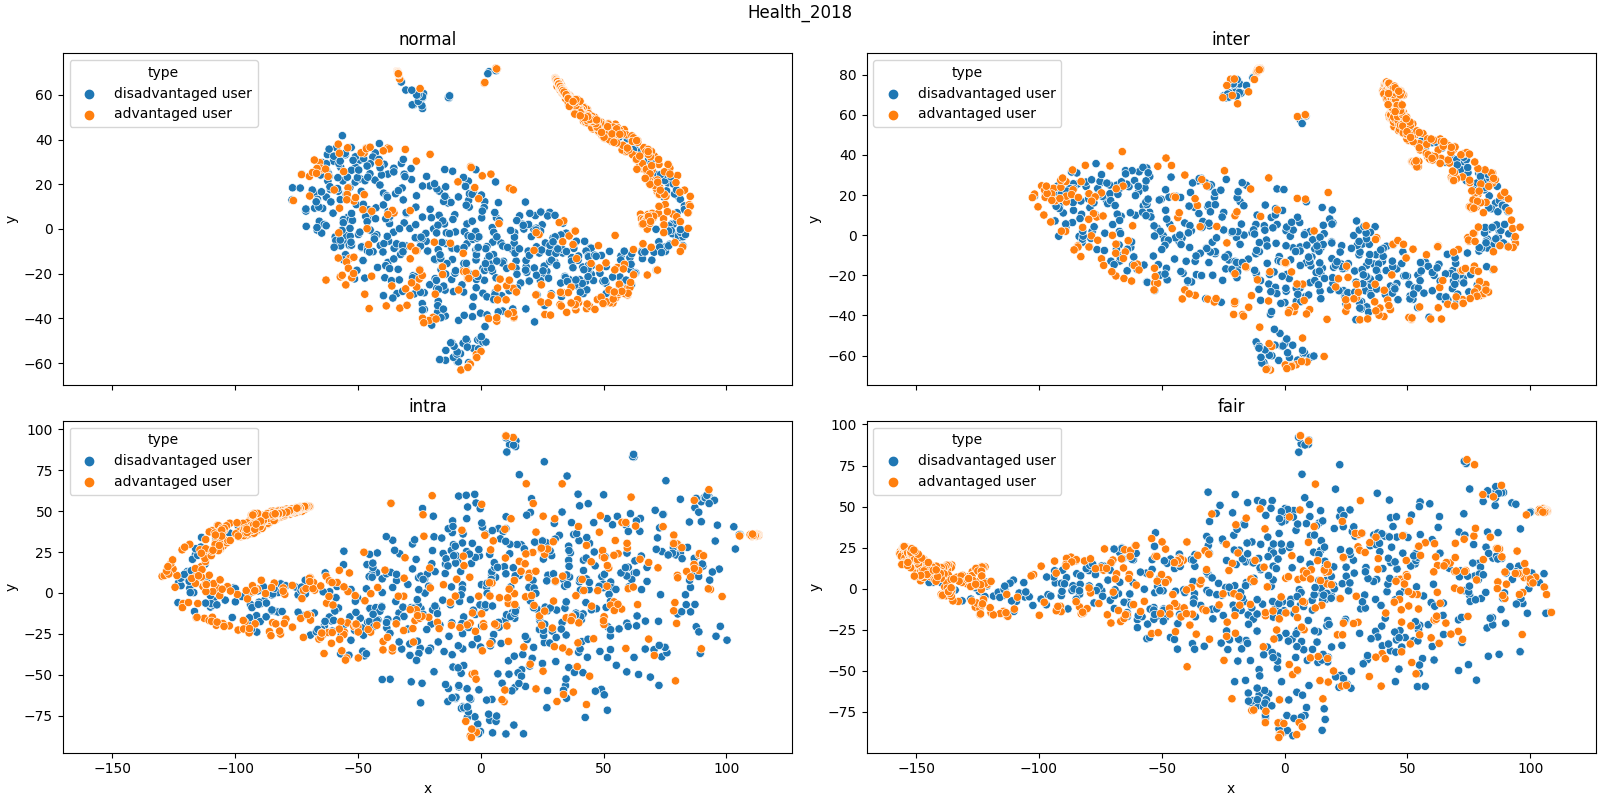 Health_2018
normal
type
disadvantaged user
advantaged user
y
60
40
20
0
−20
−40
−60
inter
type
disadvantaged user
advantaged user
y
80
60
40
20
0
−20
−40
−60
intra
type
disadvantaged user
advantaged user
y
100
75
50
25
0
−25
−50
−75
−150
−100
−50
0
50
100
x
fair
type
disadvantaged user
advantaged user
y
100
75
50
25
0
−25
−50
−75
−150
−100
−50
0
50
100
x